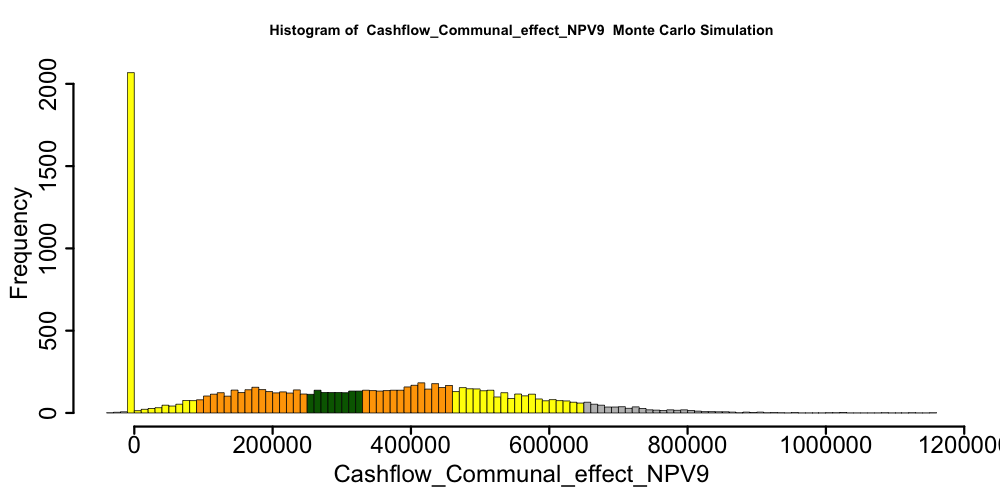 Histogram of  Cashflow_Communal_effect_NPV9  Monte Carlo Simulation
Frequency
2000
1500
1000
500
0
0 200000 400000 600000 800000 1000000 120000
Cashflow_Communal_effect_NPV9